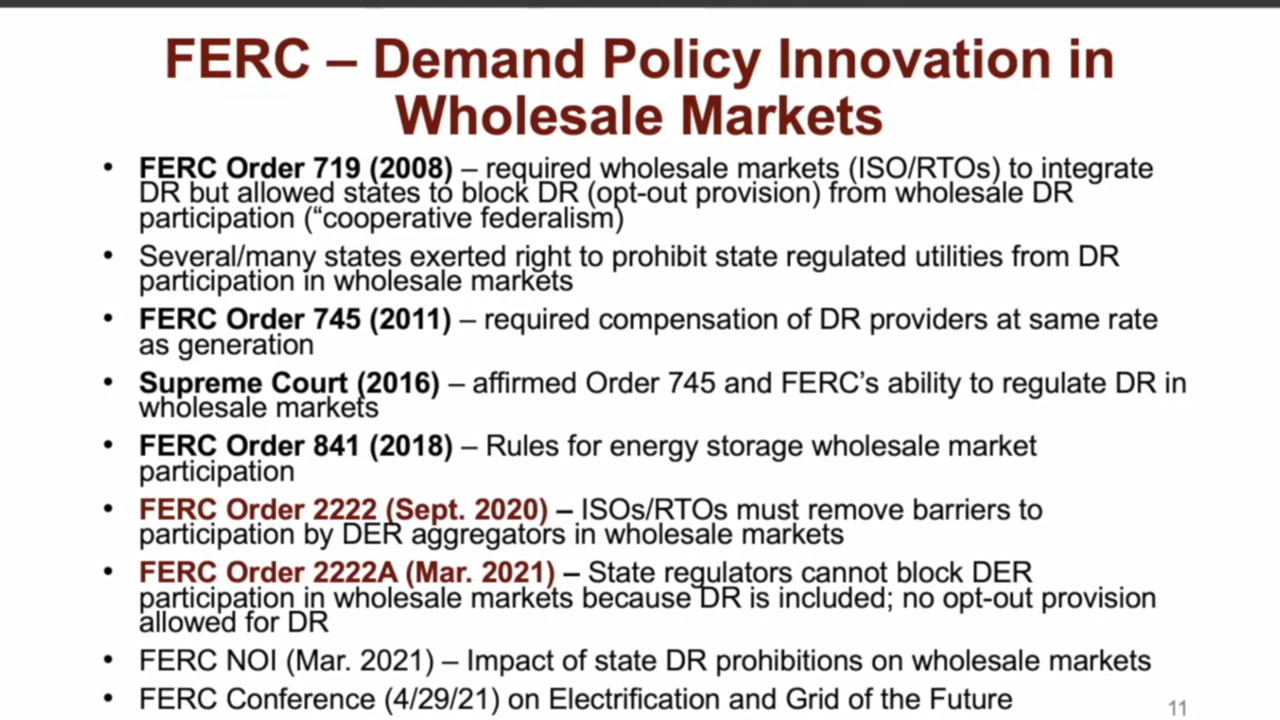 FERC – Demand Policy Innovation in
Wholesale Markets
• FERC Order 719 (2008) – required wholesale markets (ISO/RTOs) to integrate
DR but allowed states to block DR (opt-out provision) from wholesale DR
participation (“cooperative federalism)
• Several/many states exerted right to prohibit state regulated utilities from DR
participation in wholesale markets
• FERC Order 745 (2011) – required compensation of DR providers at same rate
as generation
• Supreme Court (2016) – affirmed Order 745 and FERC’s ability to regulate DR in
wholesale markets
• FERC Order 841 (2018) – Rules for energy storage wholesale market
participation
• FERC Order 2222 (Sept. 2020) – ISOs/RTOs must remove barriers to
participation by DER aggregators in wholesale markets
• FERC Order 2222A (Mar. 2021) – State regulators cannot block DER
participation in wholesale markets because DR is included; no opt-out provision
allowed for DR
• FERC NOI (Mar. 2021) – Impact of state DR prohibitions on wholesale markets
• FERC Conference (4/29/21) on Electrification and Grid of the Future
11